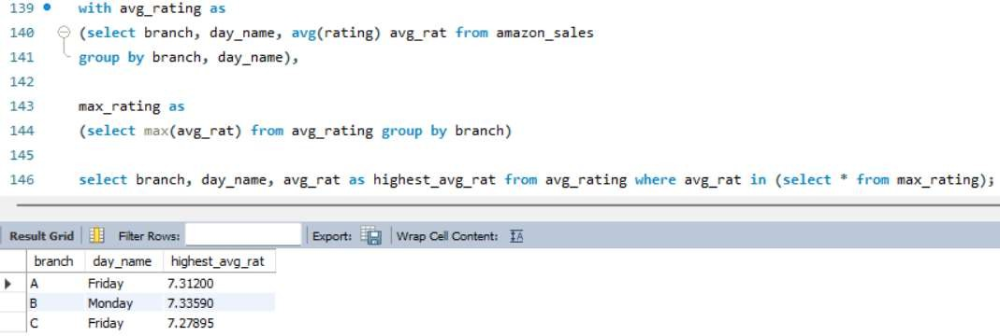 139 with avg_rating as
140 (select branch, day_name, avg(rating) avg_rat from amazon_sales
141 group by branch, day_name),
142
143 max_rating as
144 (select max(avg_rat) from avg_rating group by branch)
145
146 select branch, day_name, avg_rat as highest_avg_rat from avg_rating where avg_rat in (select * from max_rating);
Result Grid Filter Rows: Export: Wrap Cell Content: IA
branch day_name highest_avg_rat
A Friday 7.31200
B Monday 7.33590
C Friday 7.27895